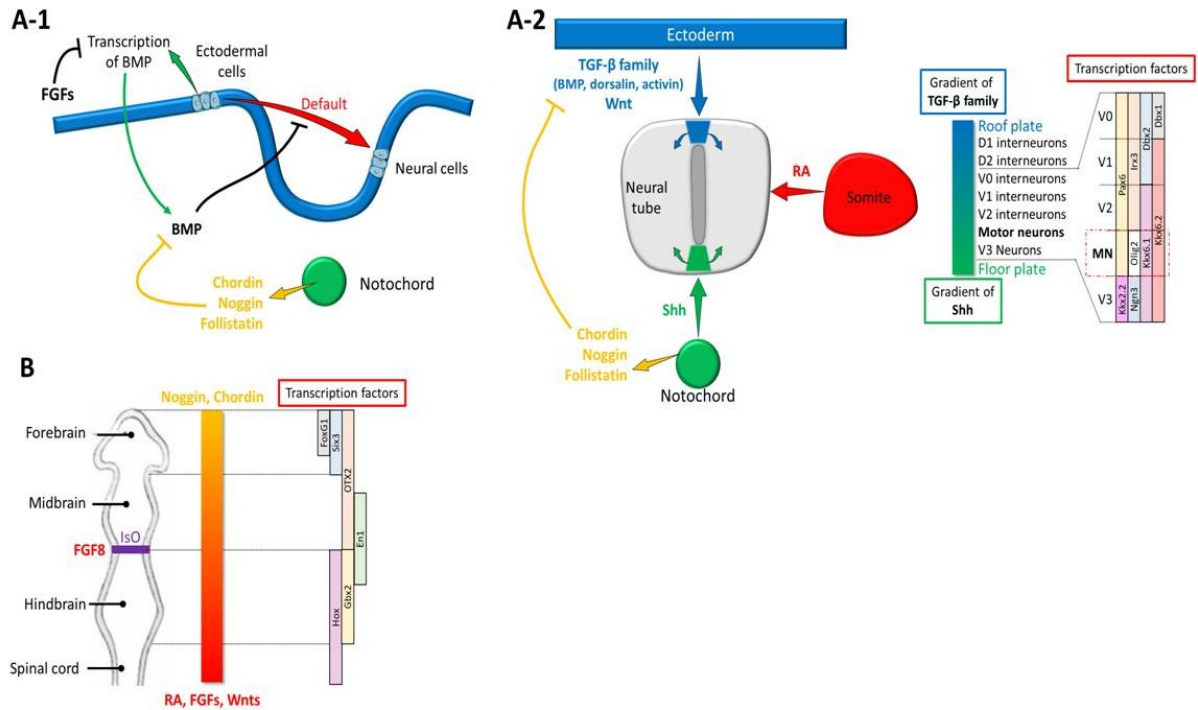 A-1
Transcription
of BMP
Ectodermal
cells
FGFs
Default
Neural cells
BMP
Chordin
Noggin
Follistatin
Notochord
A-2
Ectoderm
TGF-β family
(BMP, dorsalin, activin)
Wnt
Neural
tube
RA
Somite
Shh
Chordin
Noggin
Follistatin
Notochord
Gradient of
TGF-β family
Roof plate
D1 interneurons
D2 interneurons
V0 interneurons
V1 interneurons
V2 interneurons
Motor neurons
V3 Neurons
Floor plate
Gradient of
Shh
Transcription factors
V0
V1
V2
MN
V3
Pax6
Irx3
Dbx2
Dbx1
Kkx6.2
Olig2
Kkx6.1
Kkx2.2
Ngn3
B
Noggin, Chordin
Transcription factors
Forebrain
Midbrain
IsO
FGF8
Hindbrain
Spinal cord
FoxG1
Six3
OTX2
En1
Hox
Gbx2
RA, FGFs, Wnts